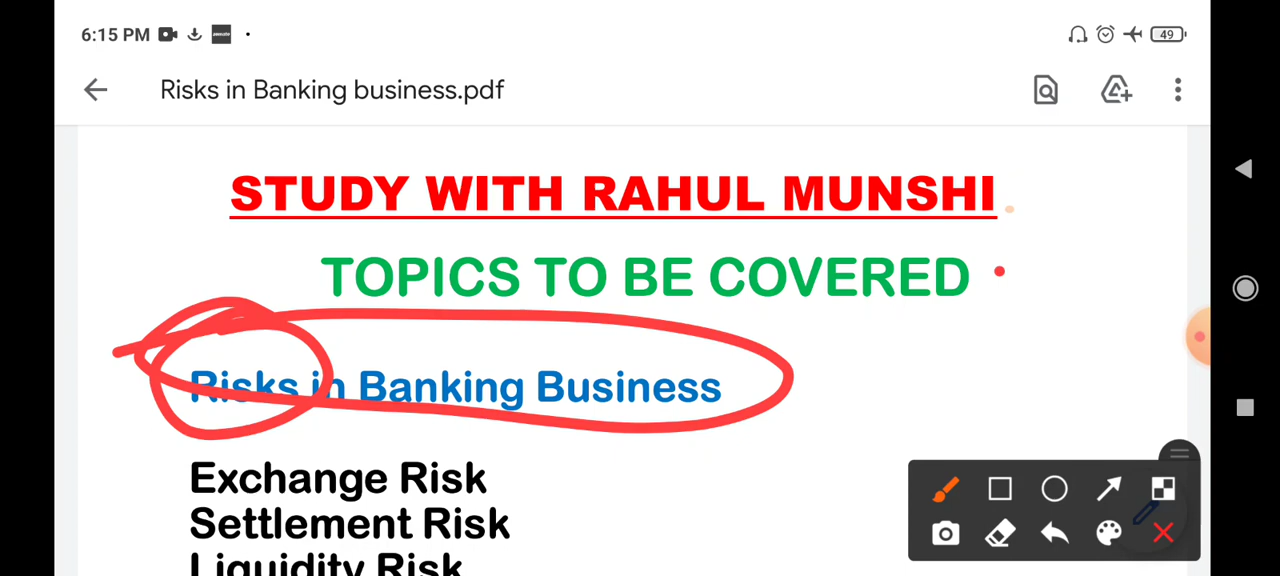 6:15 PM
49
Risks in Banking business.pdf
STUDY WITH RAHUL MUNSHI
TOPICS TO BE COVERED
Risks in Banking Business
Exchange Risk
Settlement Risk
Liquidity Risk